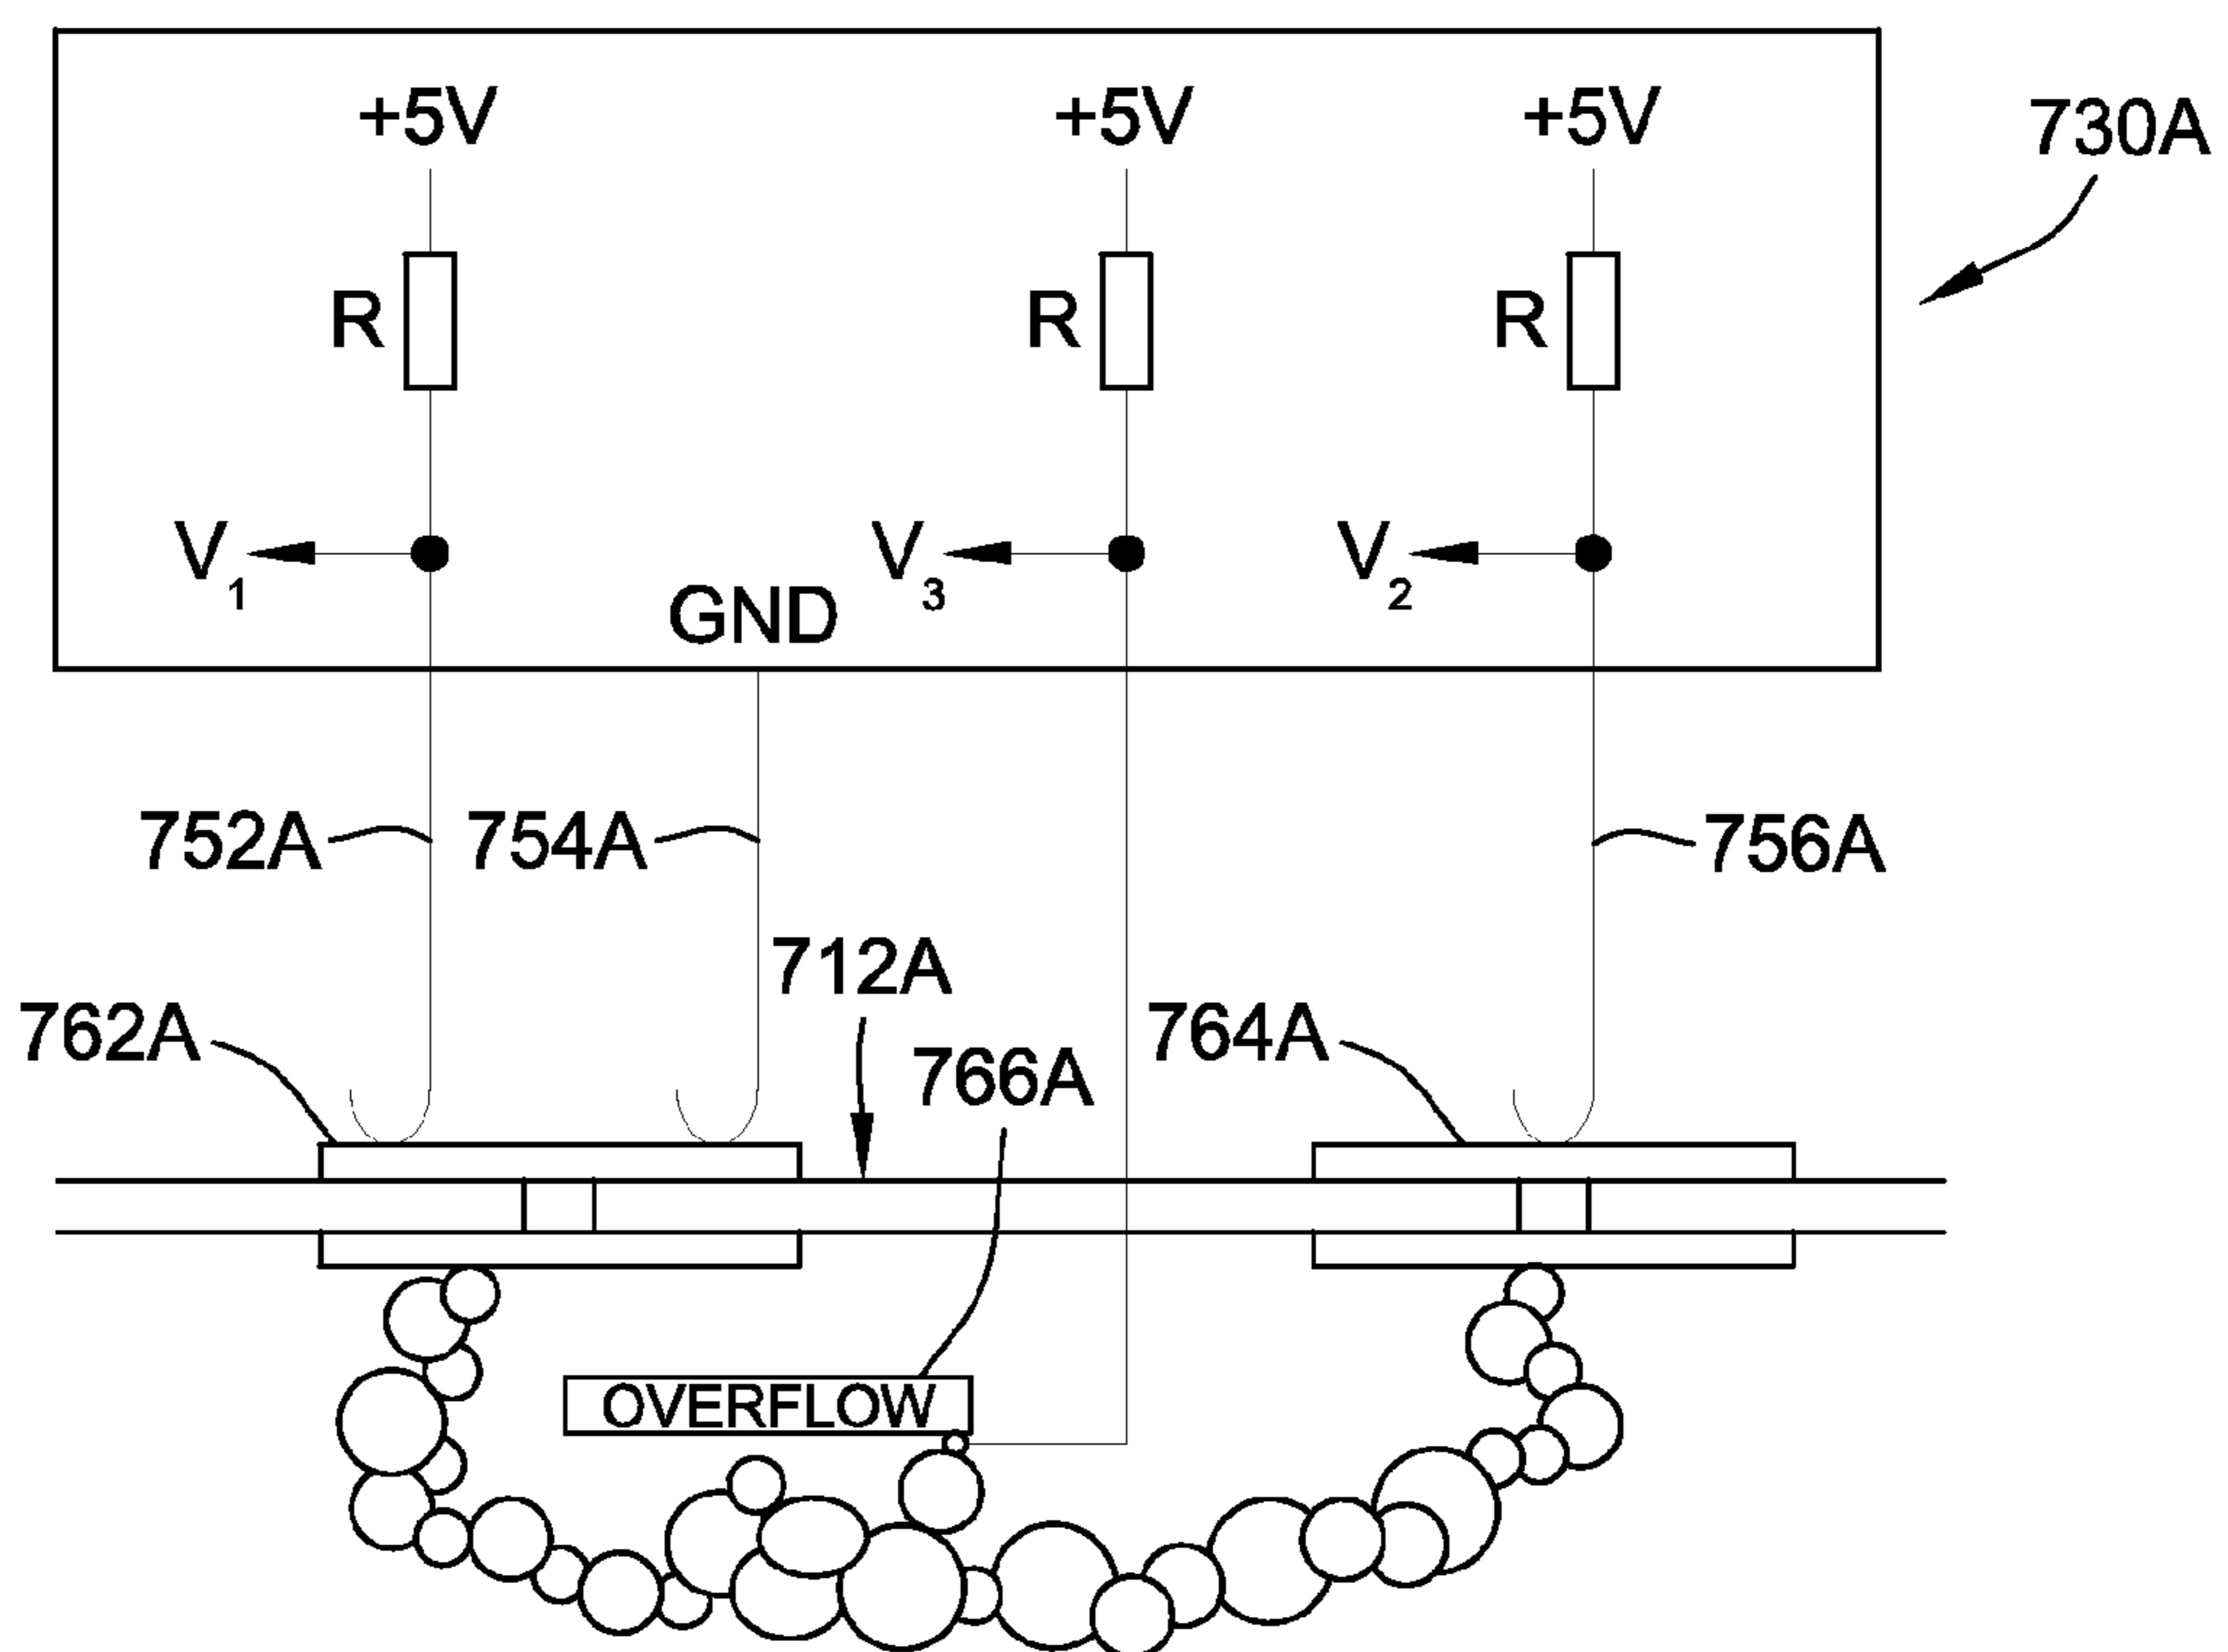 +5V +5V +5V
730A
R R R
V1 V3 V2
GND
752A 754A 756A
712A
762A 766A 764A
OVERFLOW